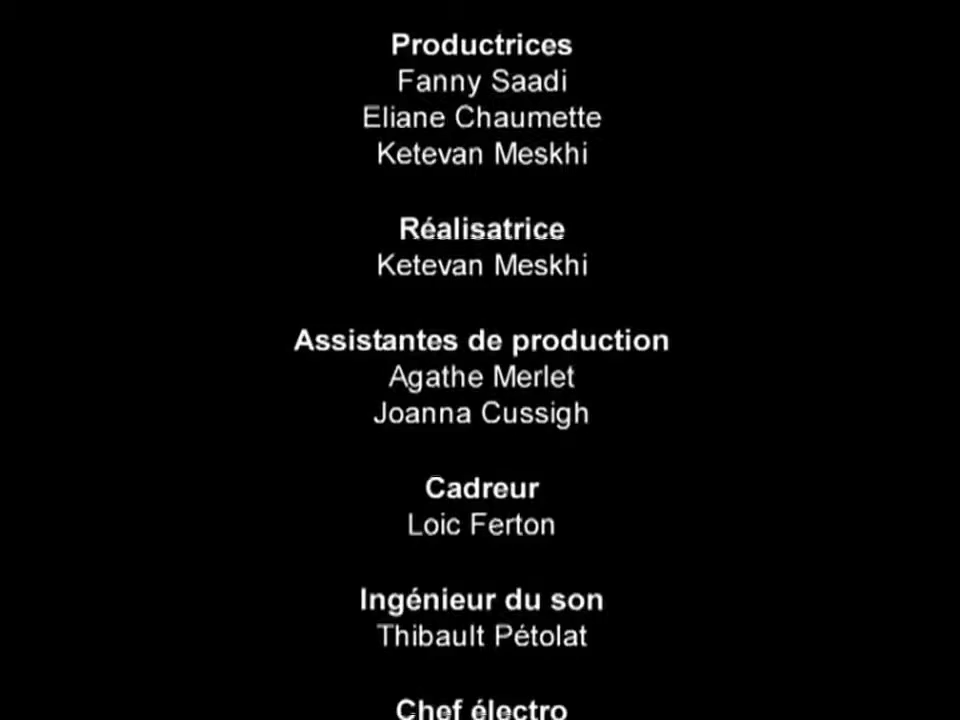 Productrices
Fanny Saadi
Eliane Chaumette
Ketevan Meskhi
Réalisatrice
Ketevan Meskhi
Assistantes de production
Agathe Merlet
Joanna Cussigh
Cadreur
Loic Ferton
Ingénieur du son
Thibault Pétolat
Chef électro